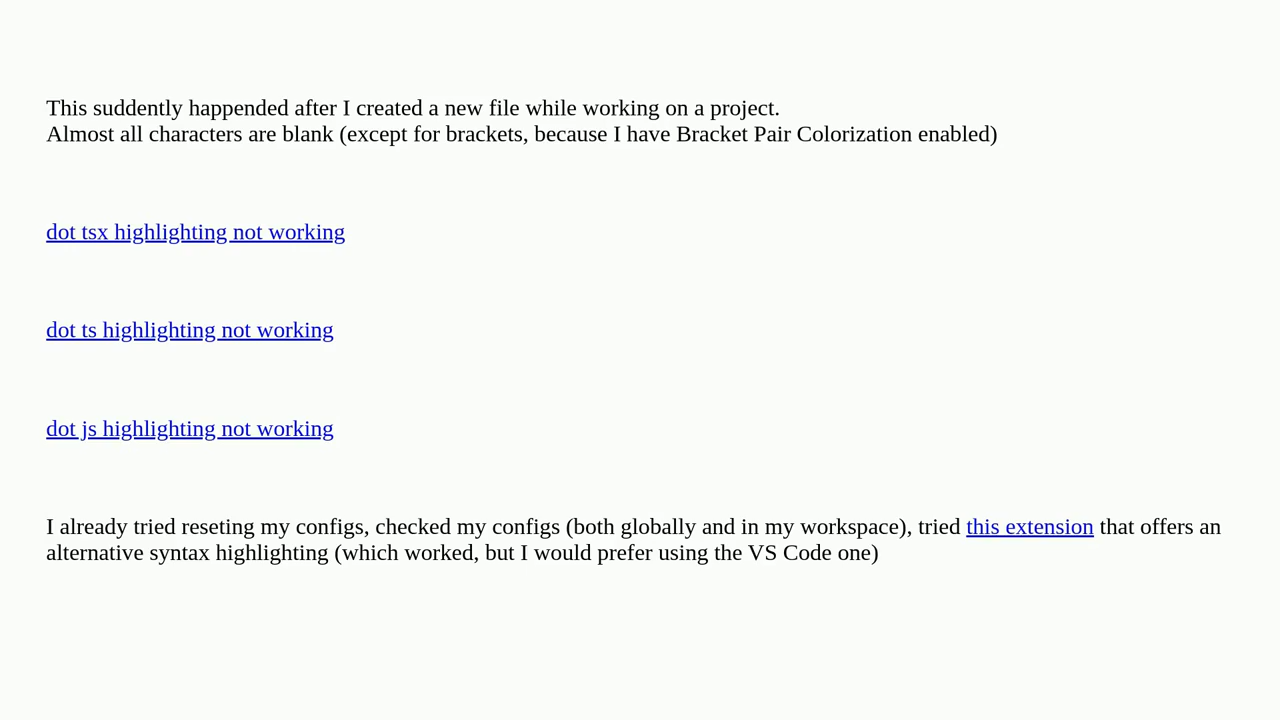 This suddently happended after I created a new file while working on a project.
Almost all characters are blank (except for brackets, because I have Bracket Pair Colorization enabled)
dot tsx highlighting not working
dot ts highlighting not working
dot js highlighting not working
I already tried reseting my configs, checked my configs (both globally and in my workspace), tried this extension that offers an
alternative syntax highlighting (which worked, but I would prefer using the VS Code one)